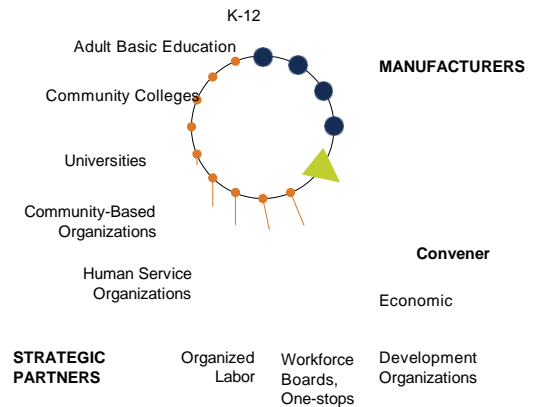 K-12
Adult Basic Education
MANUFACTURERS
Community Colleges
Universities
Community-Based
Organizations
Convener
Human Service
Organizations
Economic
STRATEGIC
PARTNERS
Organized
Labor
Workforce
Boards,
One-stops
Development
Organizations